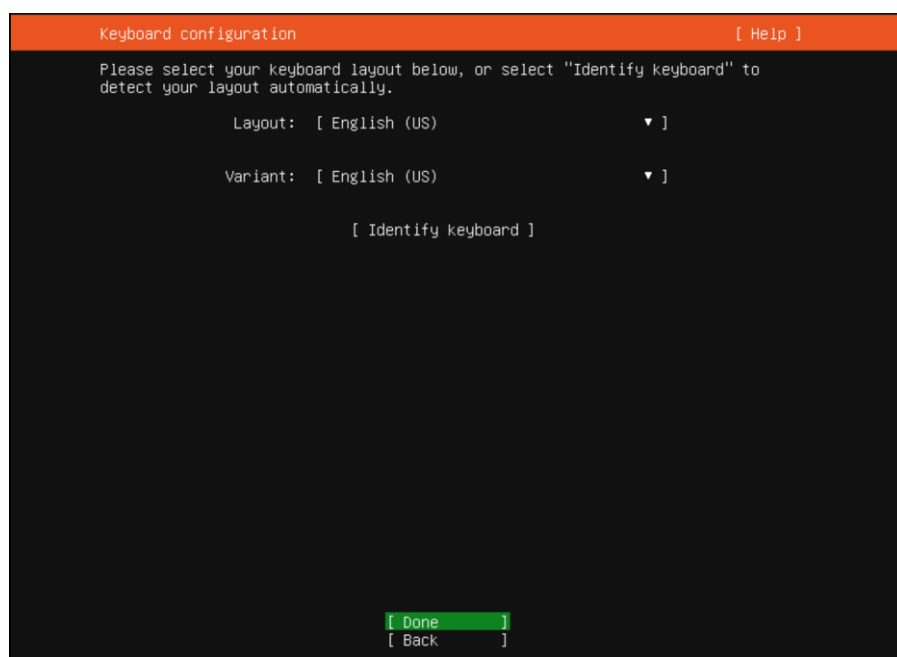 Keyboard configuration [ Help ]
Please select your keyboard layout below, or select "Identify keyboard" to
detect your layout automatically.
Layout: [ English (US) ▾ ]
Variant: [ English (US) ▾ ]
[ Identify keyboard ]
[ Done ]
[ Back ]